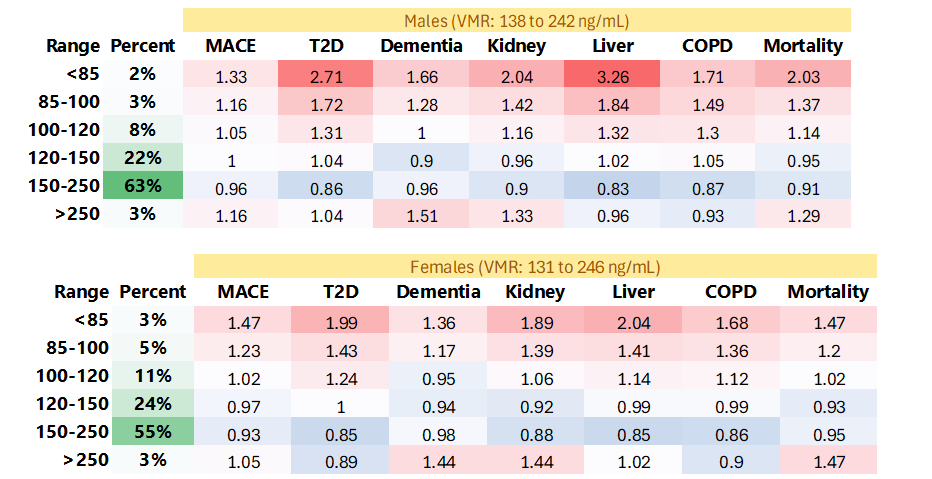 Males (VMR: 138 to 242 ng/mL)
Range Percent MACE T2D Dementia Kidney Liver COPD Mortality
<85 2% 1.33 2.71 1.66 2.04 3.26 1.71 2.03
85-100 3% 1.16 1.72 1.28 1.42 1.84 1.49 1.37
100-120 8% 1.05 1.31 1 1.16 1.32 1.3 1.14
120-150 22% 1 1.04 0.9 0.96 1.02 1.05 0.95
150-250 63% 0.96 0.86 0.96 0.9 0.83 0.87 0.91
>250 3% 1.16 1.04 1.51 1.33 0.96 0.93 1.29
Females (VMR: 131 to 246 ng/mL)
Range Percent MACE T2D Dementia Kidney Liver COPD Mortality
<85 3% 1.47 1.99 1.36 1.89 2.04 1.68 1.47
85-100 5% 1.23 1.43 1.17 1.39 1.41 1.36 1.2
100-120 11% 1.02 1.24 0.95 1.06 1.14 1.12 1.02
120-150 24% 0.97 1 0.94 0.92 0.99 0.99 0.93
150-250 55% 0.93 0.85 0.98 0.88 0.85 0.86 0.95
>250 3% 1.05 0.89 1.44 1.44 1.02 0.9 1.47